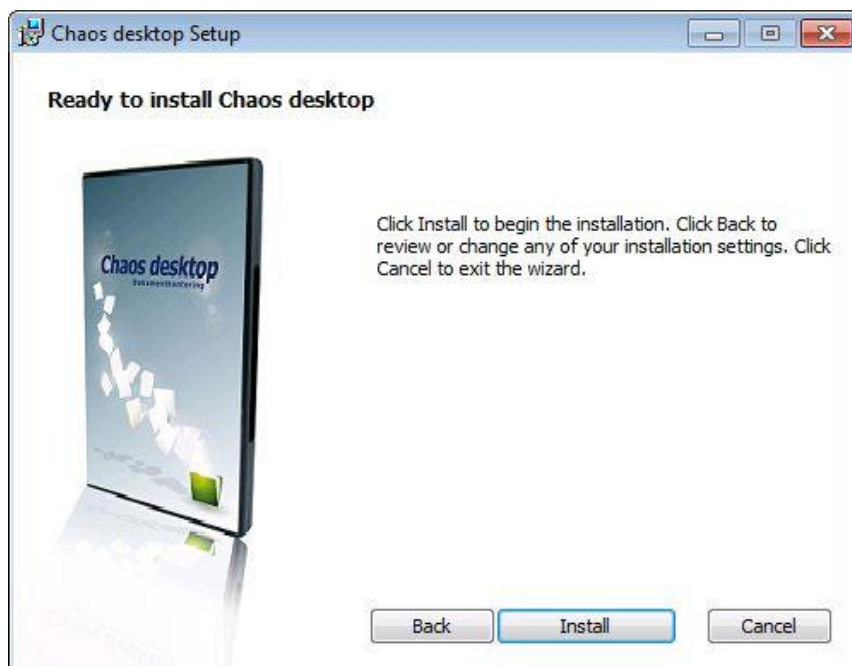 Chaos desktop Setup
Ready to install Chaos desktop
Chaos desktop
Dokumenthantering
Click Install to begin the installation. Click Back to
review or change any of your installation settings. Click
Cancel to exit the wizard.
Back
Install
Cancel